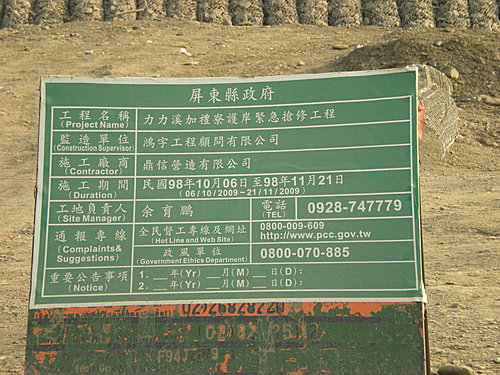 屏東縣政府
工程名稱 (Project Name) 力力溪加禮寮護岸緊急搶修工程
監造單位 (Construction Supervisor) 鴻宇工程顧問有限公司
施工廠商 (Contractor) 鼎信營造有限公司
施工期間 (Duration) 民國98年10月06日至98年11月21日
(06/10/2009~21/11/2009)
工地負責人 (Site Manager) 余育鵬 電話 (TEL) 0928-747779
通報專線 (Complaints& Suggestions) 全民督工專線及網址 (Hot Line and Web Site) 0800-009-609
http://www.pcc.gov.tw
政風單位 (Government Ethics Department) 0800-070-885
重要公告事項 (Notice) 1. __年(Yr) __月(M) __日(D):
2. __年(Yr) __月(M) __日(D):